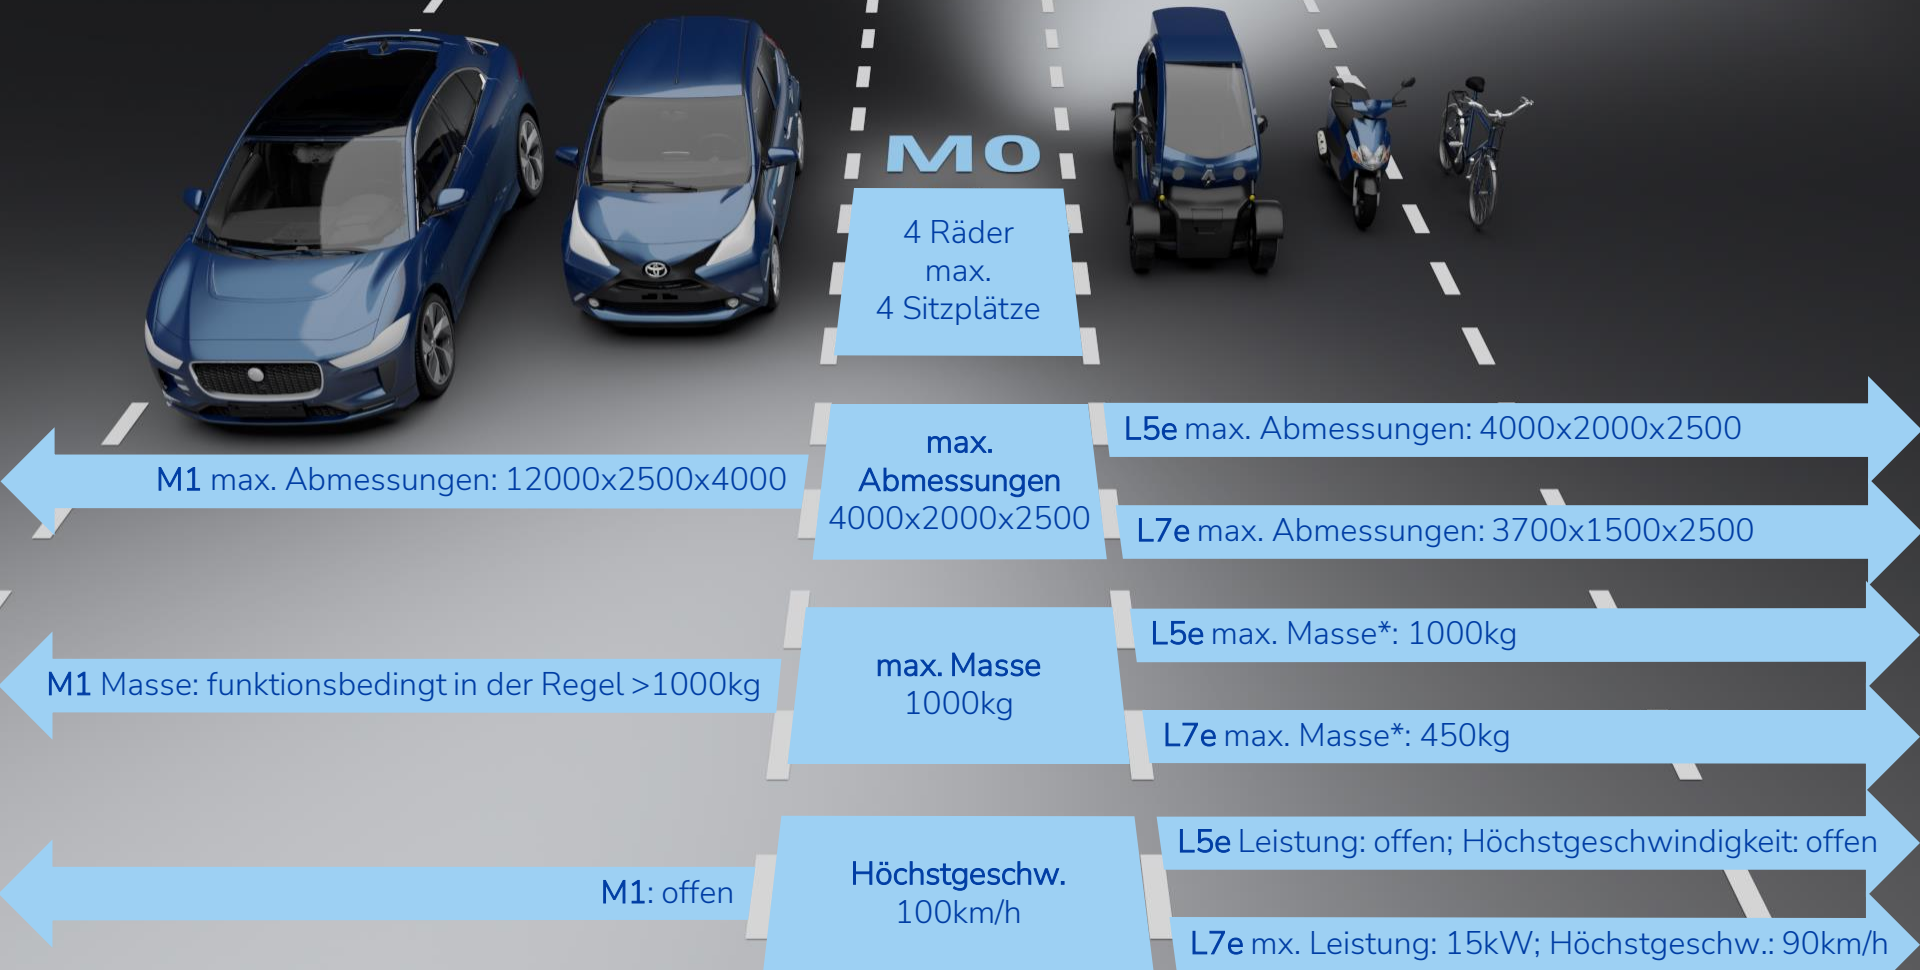 M0
4 Räder
max.
4 Sitzplätze
max.
Abmessungen
4000x2000x2500
M1 max. Abmessungen: 12000x2500x4000
L5e max. Abmessungen: 4000x2000x2500
L7e max. Abmessungen: 3700x1500x2500
max. Masse
1000kg
M1 Masse: funktionsbedingt in der Regel >1000kg
L5e max. Masse*: 1000kg
L7e max. Masse*: 450kg
Höchstgeschw.
100km/h
M1: offen
L5e Leistung: offen; Höchstgeschwindigkeit: offen
L7e mx. Leistung: 15kW; Höchstgeschw.: 90km/h